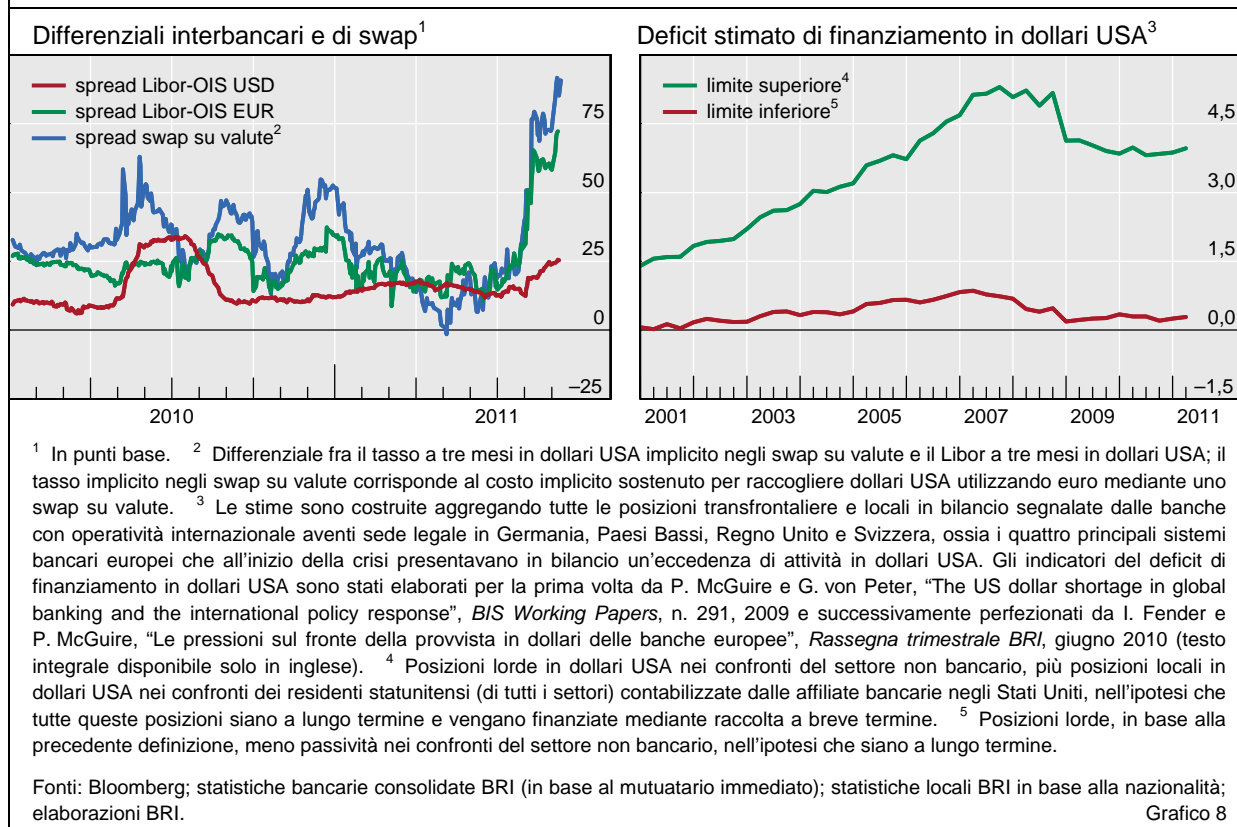 Differenziali interbancari e di swap¹
spread Libor-OIS USD
spread Libor-OIS EUR
spread swap su valute²
75
50
25
0
–25
2010
2011
Deficit stimato di finanziamento in dollari USA³
limite superiore⁴
limite inferiore⁵
4,5
3,0
1,5
0,0
–1,5
2001
2003
2005
2007
2009
2011
¹ In punti base. ² Differenziale fra il tasso a tre mesi in dollari USA implicito negli swap su valute e il Libor a tre mesi in dollari USA; il
tasso implicito negli swap su valute corrisponde al costo implicito sostenuto per raccogliere dollari USA utilizzando euro mediante uno
swap su valute. ³ Le stime sono costruite aggregando tutte le posizioni transfrontaliere e locali in bilancio segnalate dalle banche
con operatività internazionale aventi sede legale in Germania, Paesi Bassi, Regno Unito e Svizzera, ossia i quattro principali sistemi
bancari europei che all'inizio della crisi presentavano in bilancio un'eccedenza di attività in dollari USA. Gli indicatori del deficit di
finanziamento in dollari USA sono stati elaborati per la prima volta da P. McGuire e G. von Peter, “The US dollar shortage in global
banking and the international policy response”, BIS Working Papers, n. 291, 2009 e successivamente perfezionati da I. Fender e
P. McGuire, “Le pressioni sul fronte della provvista in dollari delle banche europee”, Rassegna trimestrale BRI, giugno 2010 (testo
integrale disponibile solo in inglese). ⁴ Posizioni lorde in dollari USA nei confronti del settore non bancario, più posizioni locali in
dollari USA nei confronti dei residenti statunitensi (di tutti i settori) contabilizzate dalle affiliate bancarie negli Stati Uniti, nell'ipotesi che
tutte queste posizioni siano a lungo termine e vengano finanziate mediante raccolta a breve termine. ⁵ Posizioni lorde, in base alla
precedente definizione, meno passività nei confronti del settore non bancario, nell'ipotesi che siano a lungo termine.
Fonti: Bloomberg; statistiche bancarie consolidate BRI (in base al mutuatario immediato); statistiche locali BRI in base alla nazionalità;
elaborazioni BRI. Grafico 8